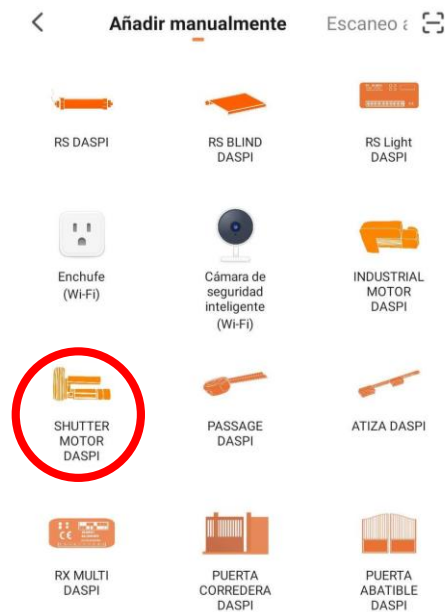 Añadir manualmente
Escaneo a
RS DASPI
RS BLIND
DASPI
RS Light
DASPI
Enchufe
(Wi-Fi)
Cámara de
seguridad
inteligente
(Wi-Fi)
INDUSTRIAL
MOTOR
DASPI
SHUTTER
MOTOR
DASPI
PASSAGE
DASPI
ATIZA DASPI
RX MULTI
DASPI
PUERTA
CORREDERA
DASPI
PUERTA
ABATIBLE
DASPI